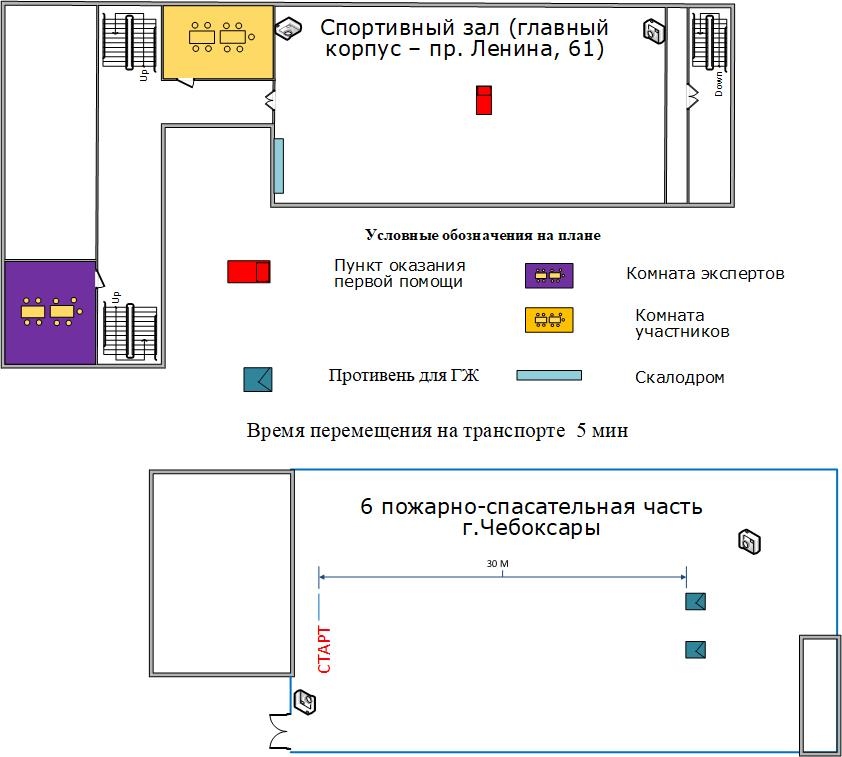 Спортивный зал (главный
корпус – пр. Ленина, 61)
Up
Down
Up
Условные обозначения на плане
Пункт оказания
первой помощи
Комната экспертов
Комната
участников
Противень для ГЖ
Скалодром
Время перемещения на транспорте 5 мин
6 пожарно-спасательная часть
г.Чебоксары
30 М
СТАРТ